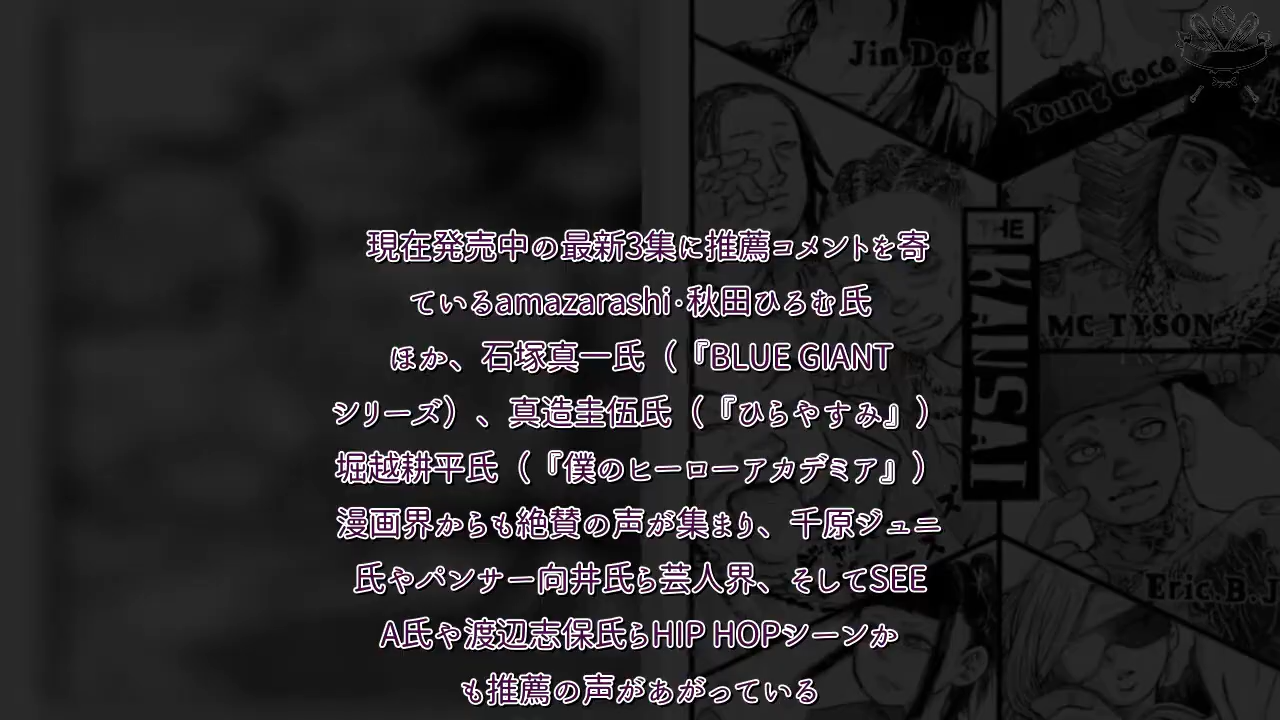 Jin Dogg
Young Coco
THE
KANSAI
MC TYSON
Eric.B.J
現在発売中の最新3集に推薦コメントを寄
ているamazarashi·秋田ひろむ氏
ほか、石塚真一氏（『BLUE GIANT
シリーズ）、真造圭伍氏（『ひらやすみ』）
堀越耕平氏（『僕のヒーローアカデミア』）
漫画界からも絶賛の声が集まり、千原ジュニ
氏やパンサー向井氏ら芸人界、そしてSEE
A氏や渡辺志保氏らHIP HOPシーンか
も推薦の声があがっている